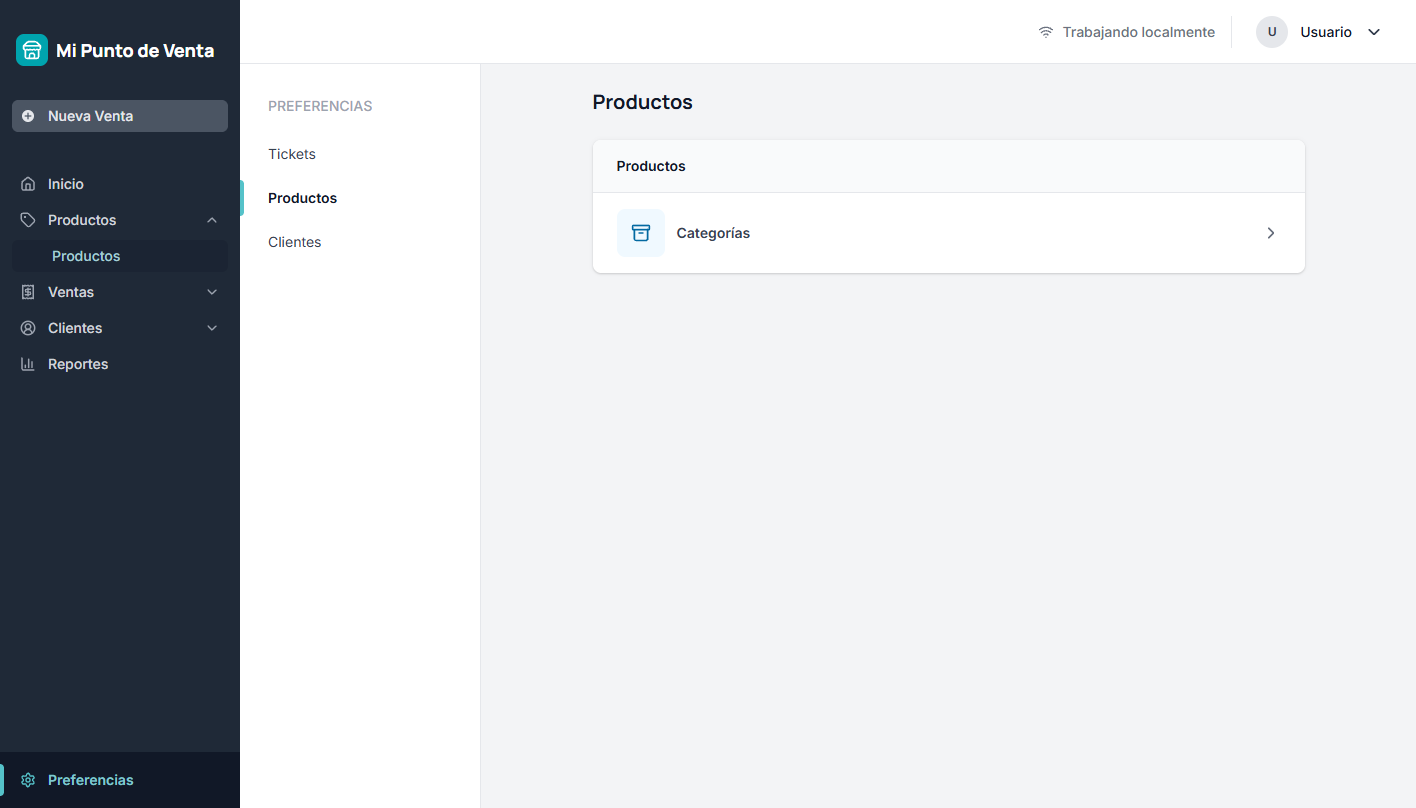 Mi Punto de Venta
Nueva Venta
Inicio
Productos
Productos
Ventas
Clientes
Reportes
Preferencias
Trabajando localmente
U
Usuario
PREFERENCIAS
Tickets
Productos
Clientes
Productos
Productos
Categorías